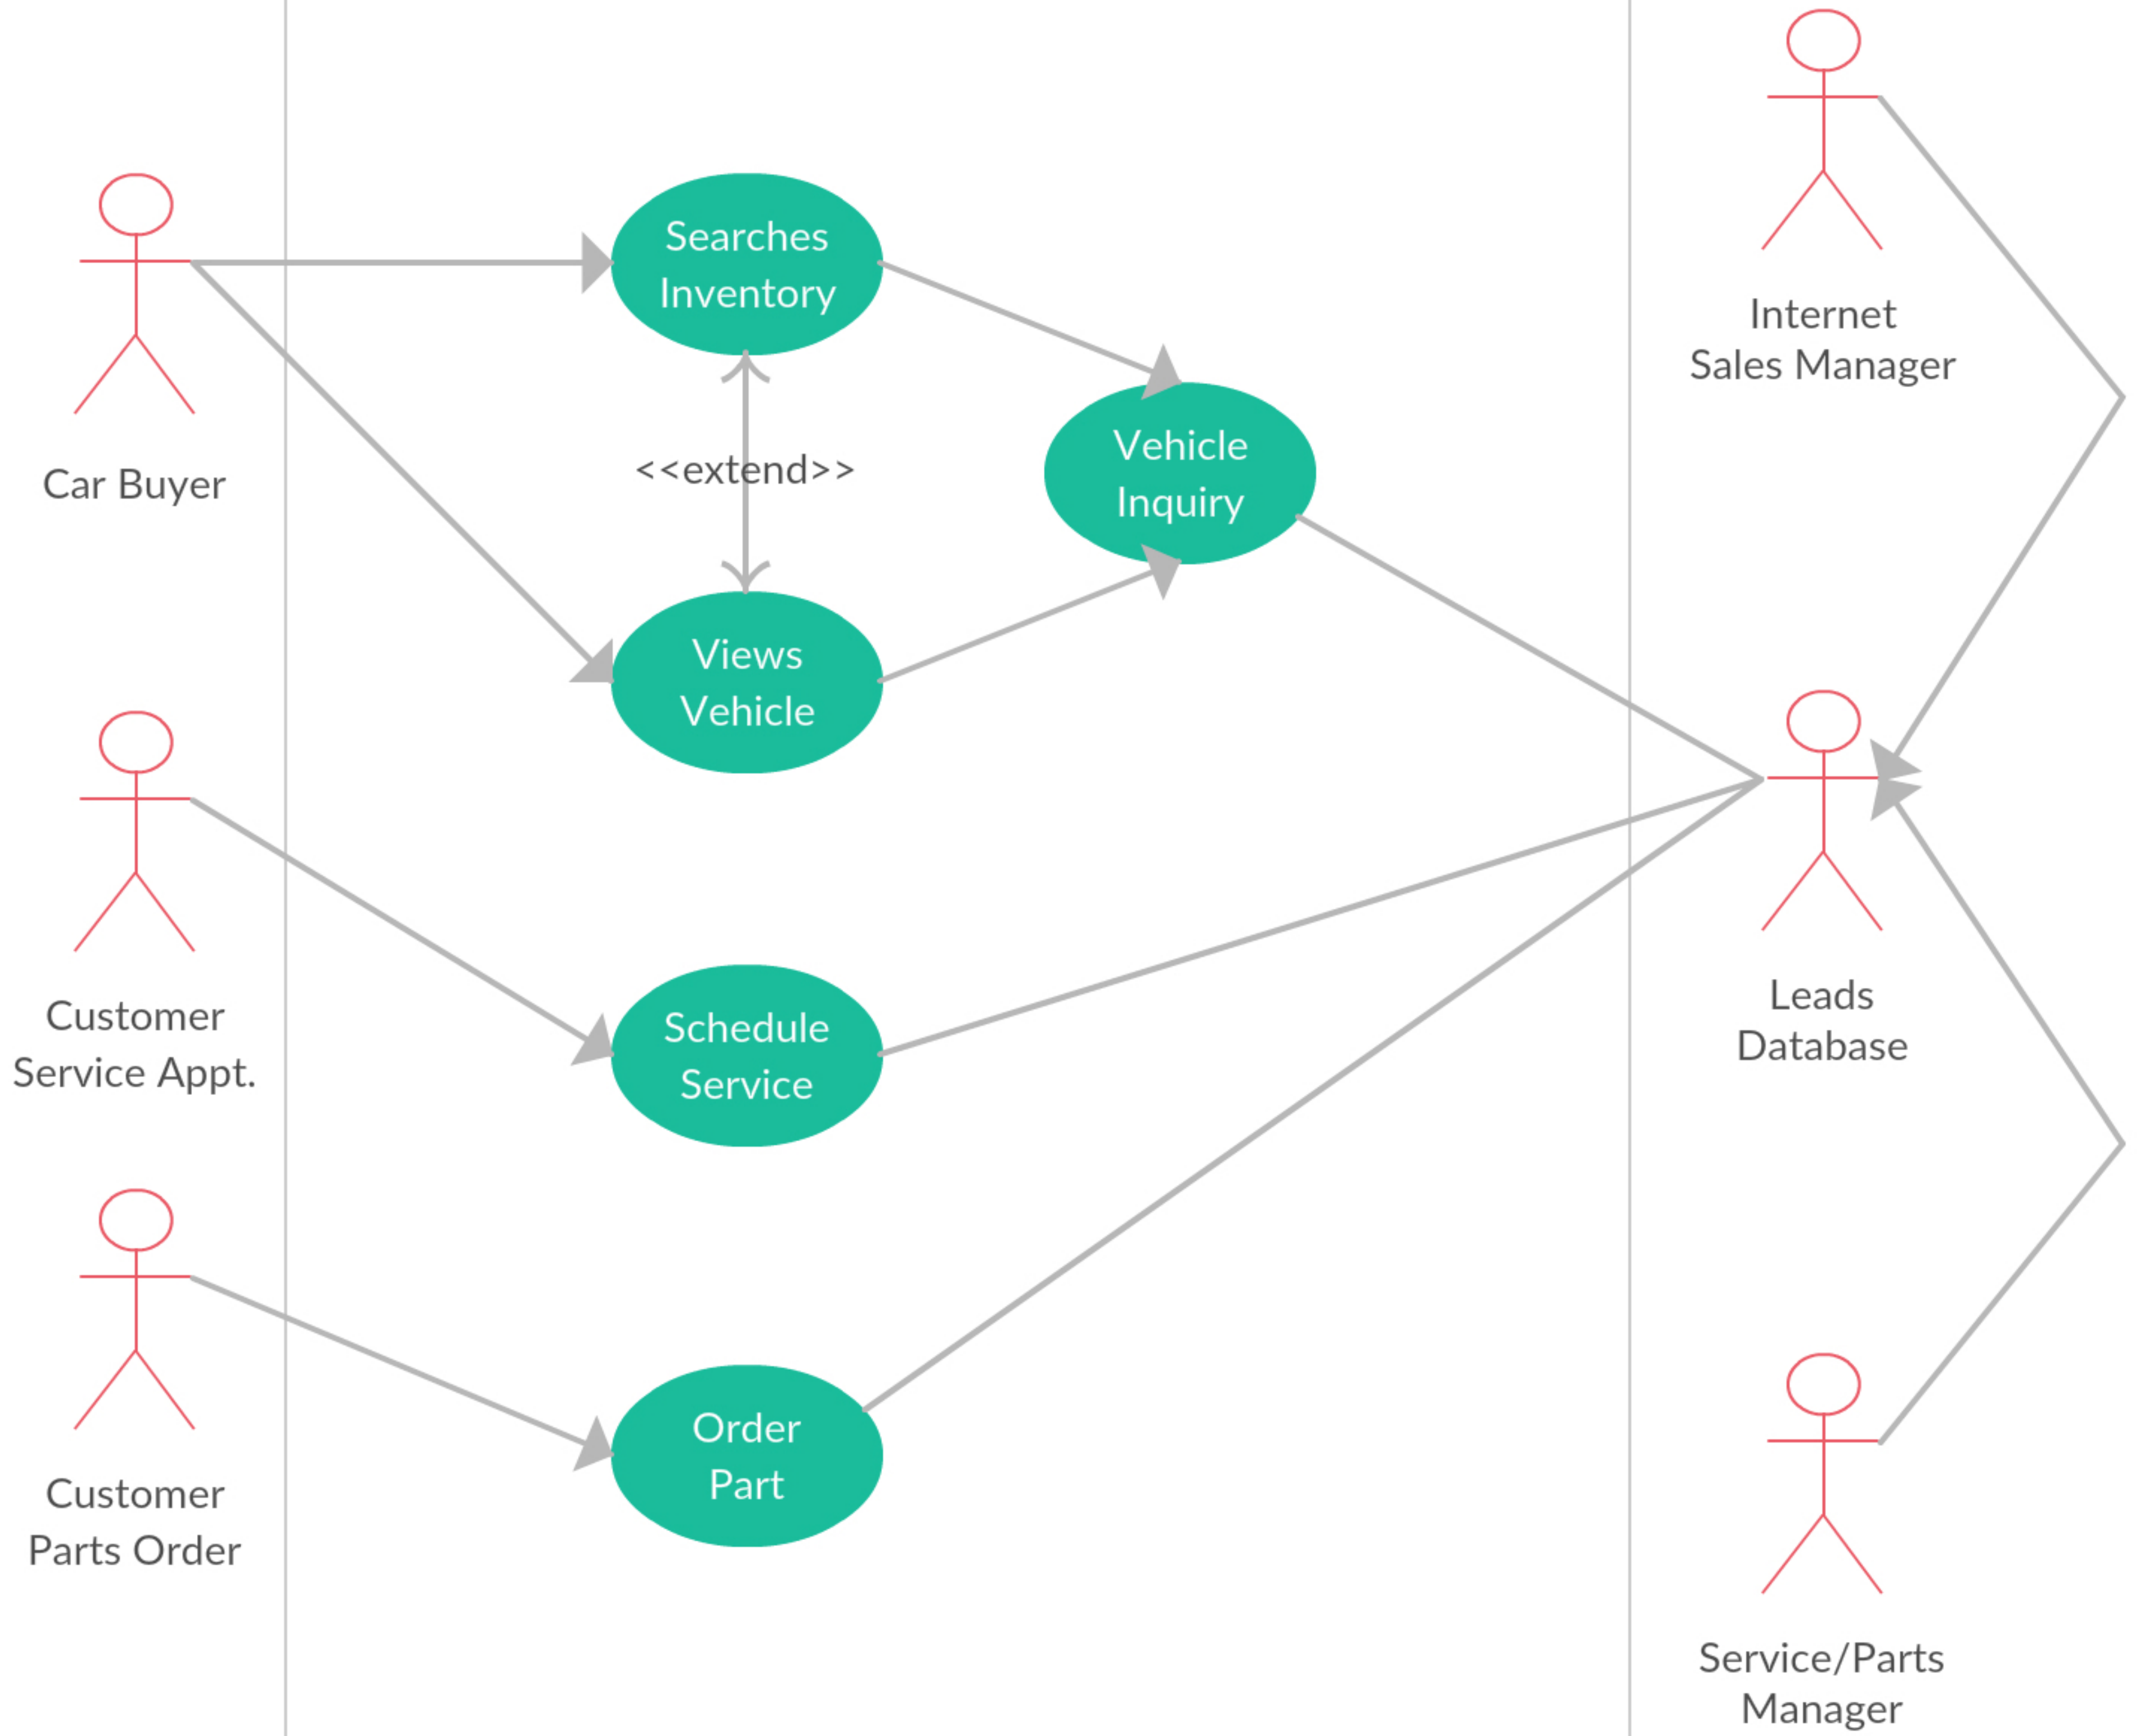 Car Buyer
Customer
Service Appt.
Customer
Parts Order
Searches
Inventory
<<extend>>
Views
Vehicle
Vehicle
Inquiry
Schedule
Service
Order
Part
Internet
Sales Manager
Leads
Database
Service/Parts
Manager